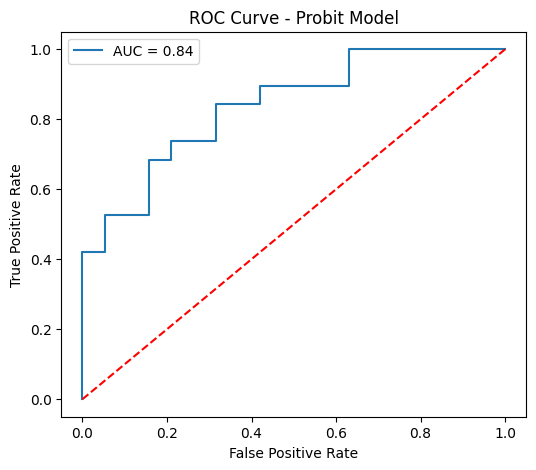 ROC Curve - Probit Model
AUC = 0.84
True Positive Rate
1.0
0.8
0.6
0.4
0.2
0.0
0.0 0.2 0.4 0.6 0.8 1.0
False Positive Rate